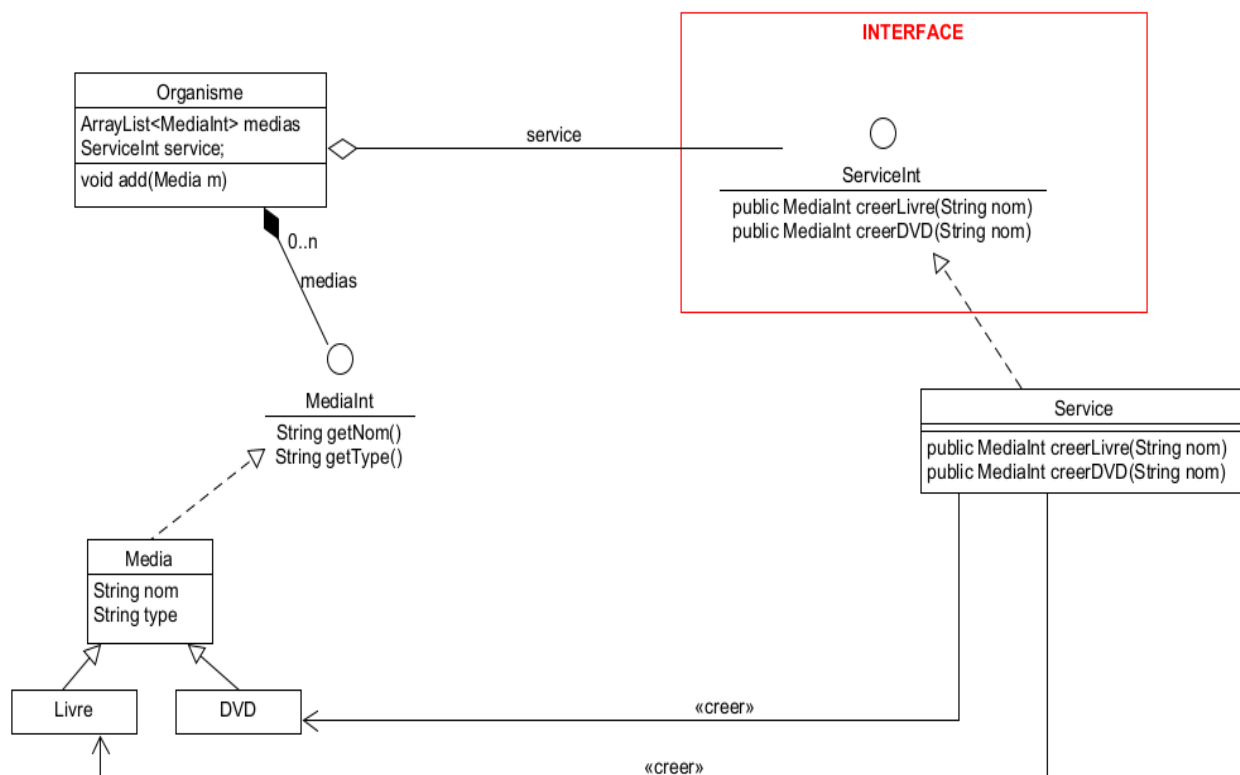 INTERFACE
Organisme
ArrayList<MediaInt> medias
ServiceInt service;
void add(Media m)
service
ServiceInt
public MediaInt creerLivre(String nom)
public MediaInt creerDVD(String nom)
0..n
medias
MediaInt
String getNom()
String getType()
Service
public MediaInt creerLivre(String nom)
public MediaInt creerDVD(String nom)
Media
String nom
String type
Livre
DVD
«creer»
«creer»